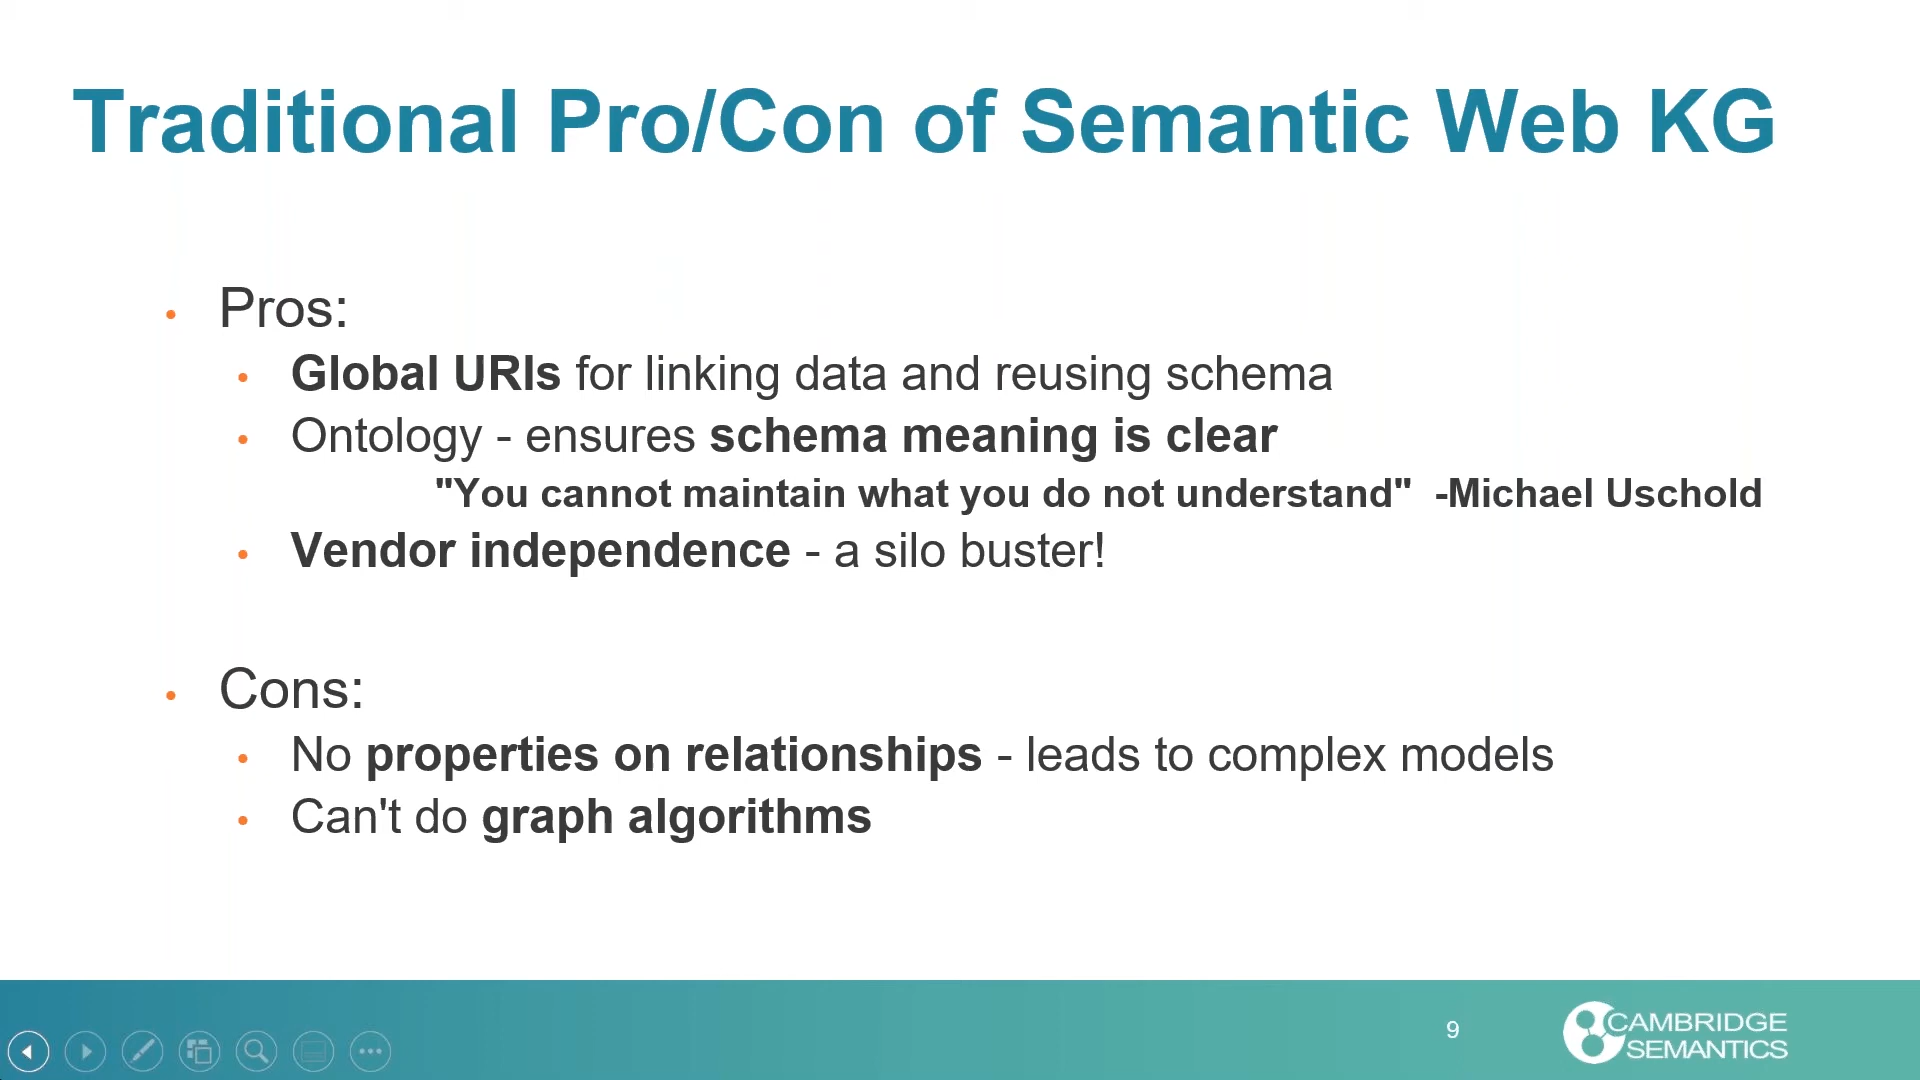 Traditional Pro/Con of Semantic Web KG
• Pros:
• Global URIs for linking data and reusing schema
• Ontology - ensures schema meaning is clear
"You cannot maintain what you do not understand" -Michael Uschold
• Vendor independence - a silo buster!
• Cons:
• No properties on relationships - leads to complex models
• Can't do graph algorithms
9
CAMBRIDGE
SEMANTICS